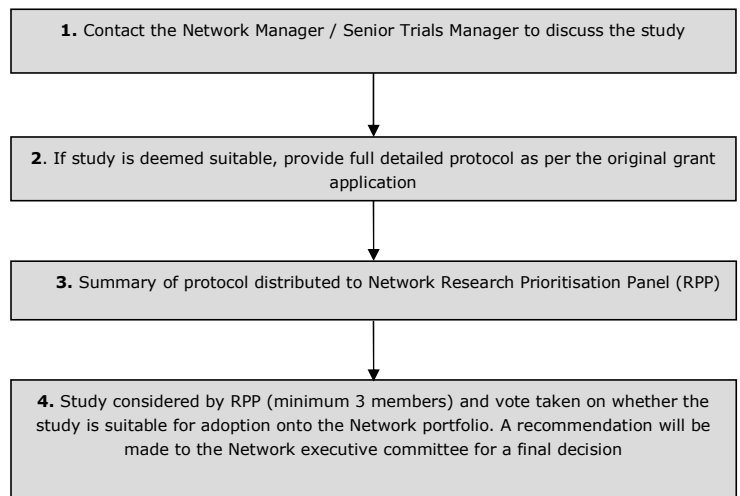 1. Contact the Network Manager / Senior Trials Manager to discuss the study
2. If study is deemed suitable, provide full detailed protocol as per the original grant
application
3. Summary of protocol distributed to Network Research Prioritisation Panel (RPP)
4. Study considered by RPP (minimum 3 members) and vote taken on whether the
study is suitable for adoption onto the Network portfolio. A recommendation will be
made to the Network executive committee for a final decision